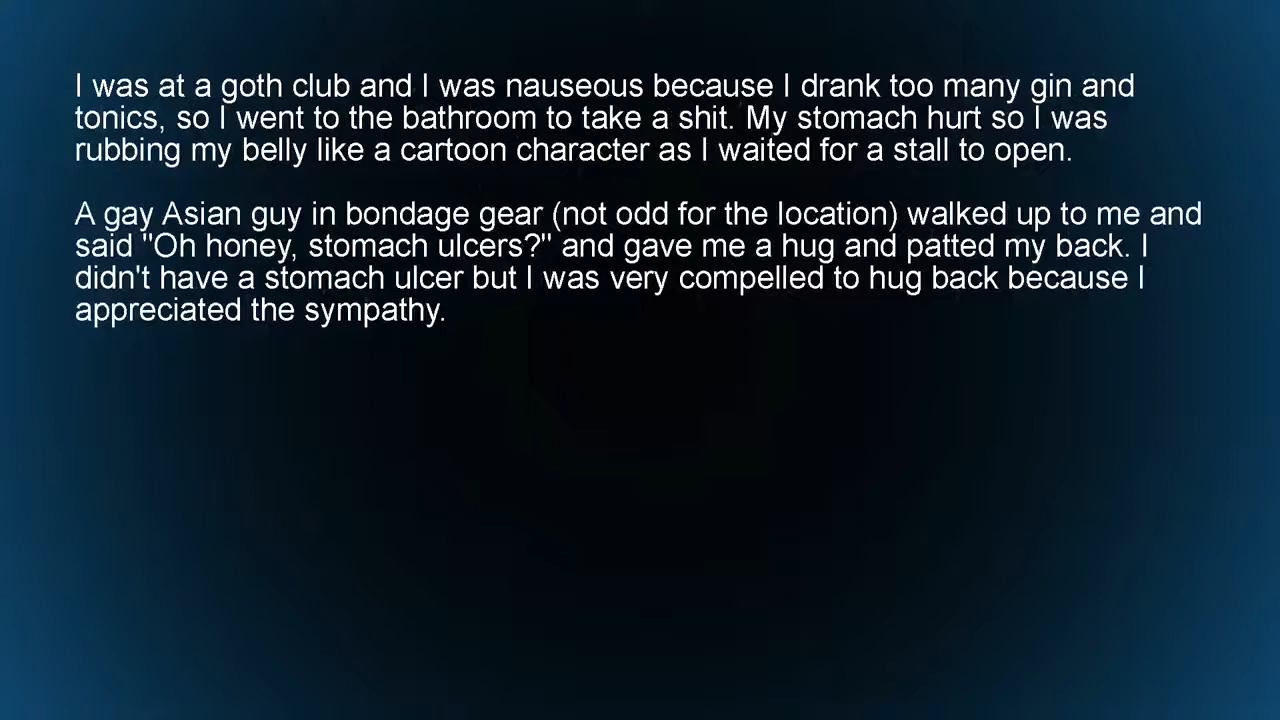 I was at a goth club and I was nauseous because I drank too many gin and
tonics, so I went to the bathroom to take a shit. My stomach hurt so I was
rubbing my belly like a cartoon character as I waited for a stall to open.
A gay Asian guy in bondage gear (not odd for the location) walked up to me and
said "Oh honey, stomach ulcers?" and gave me a hug and patted my back. I
didn't have a stomach ulcer but I was very compelled to hug back because I
appreciated the sympathy.